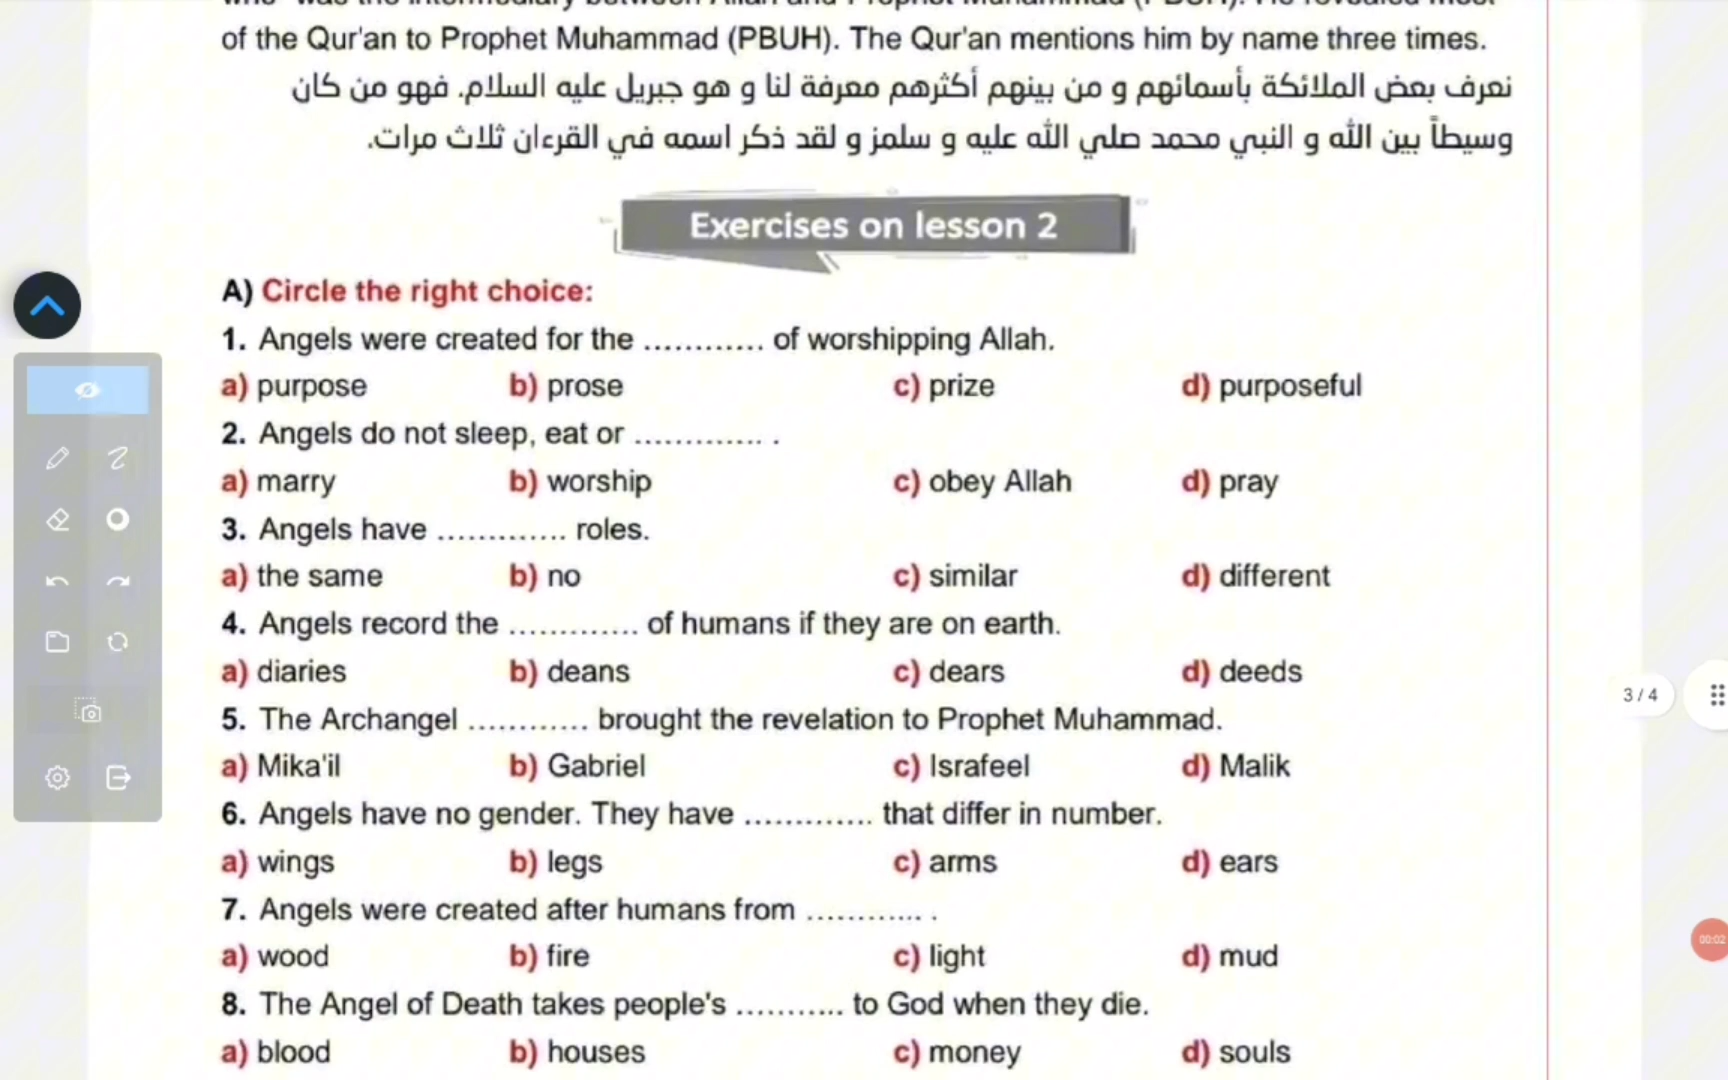 of the Qur'an to Prophet Muhammad (PBUH). The Qur'an mentions him by name three times.
نعرف بعض الملائكة بأسمائهم و من بينهم أكثرهم معرفة لنا و هو جبريل عليه السلام. فهو من كان
وسيطاً بين الله و النبي محمد صلي الله عليه و سلمز و لقد ذكر اسمه في القرءان ثلاث مرات.
Exercises on lesson 2
A) Circle the right choice:
1. Angels were created for the ............ of worshipping Allah.
a) purpose b) prose c) prize d) purposeful
2. Angels do not sleep, eat or ............. .
a) marry b) worship c) obey Allah d) pray
3. Angels have ............. roles.
a) the same b) no c) similar d) different
4. Angels record the ............. of humans if they are on earth.
a) diaries b) deans c) dears d) deeds
5. The Archangel ............ brought the revelation to Prophet Muhammad.
a) Mika'il b) Gabriel c) Israfeel d) Malik
6. Angels have no gender. They have ............. that differ in number.
a) wings b) legs c) arms d) ears
7. Angels were created after humans from ............ .
a) wood b) fire c) light d) mud
8. The Angel of Death takes people's ........... to God when they die.
a) blood b) houses c) money d) souls
3 / 4
00:02